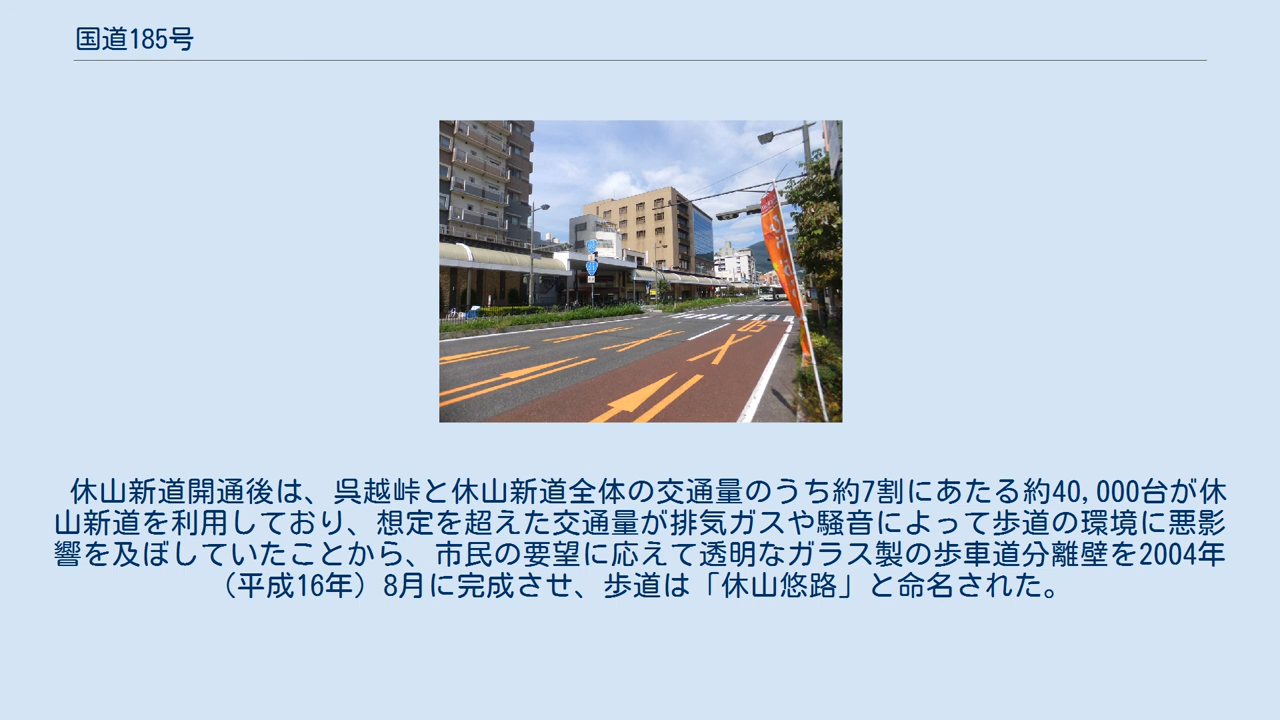 国道185号
休山新道開通後は、呉越峠と休山新道全体の交通量のうち約7割にあたる約40,000台が休
山新道を利用しており、想定を超えた交通量が排気ガスや騒音によって歩道の環境に悪影
響を及ぼしていたことから、市民の要望に応えて透明なガラス製の歩車道分離壁を2004年
（平成16年）8月に完成させ、歩道は「休山悠路」と命名された。